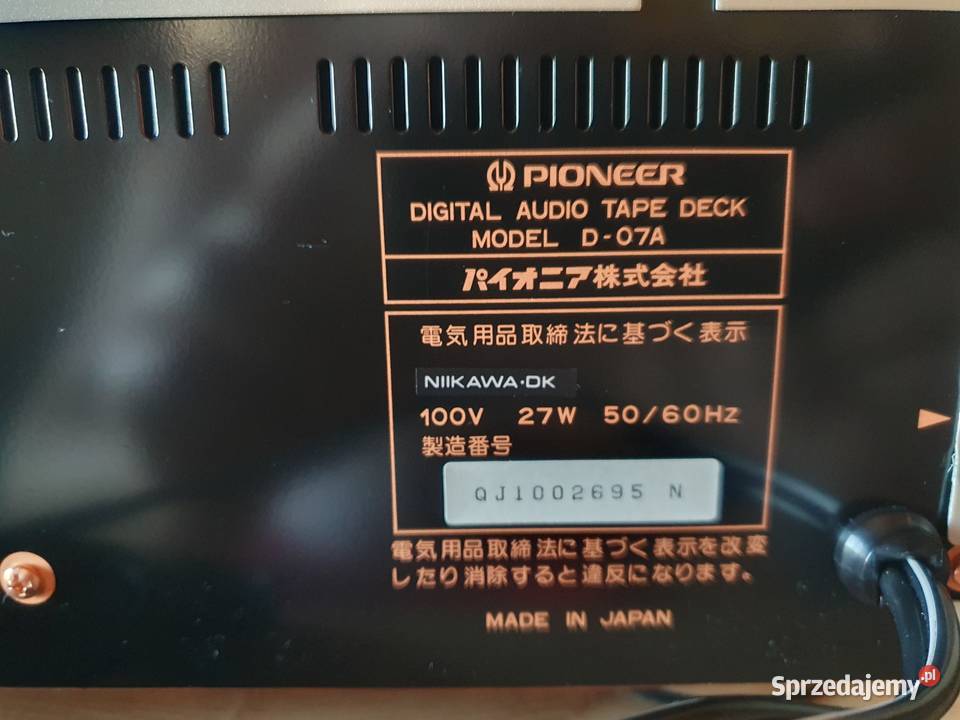 PIONEER
DIGITAL AUDIO TAPE DECK
MODEL D-07A
パイオニア株式会社
電気用品取締法に基づく表示
NIIKAWA・DK
100V 27W 50/60Hz
製造番号
QJ1002695 N
電気用品取締法に基づく表示を改変
したり消除すると違反になります。
MADE IN JAPAN
Sprzedajemy.pl